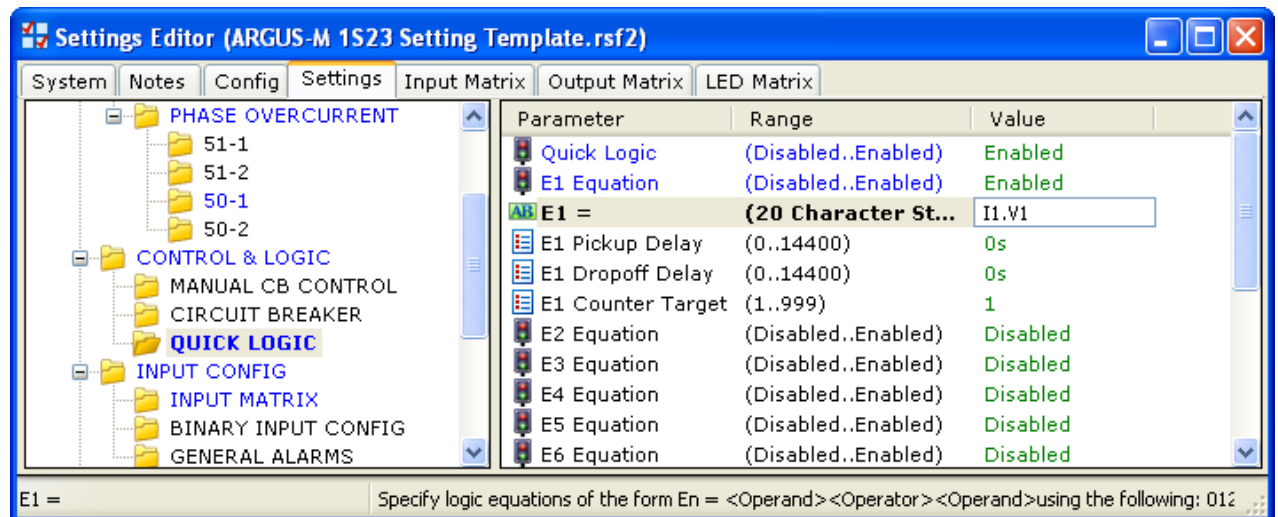 Settings Editor (ARGUS-M 1S23 Setting Template.rsf2)
System Notes Config Settings Input Matrix Output Matrix LED Matrix
PHASE OVERCURRENT
51-1
51-2
50-1
50-2
CONTROL & LOGIC
MANUAL CB CONTROL
CIRCUIT BREAKER
QUICK LOGIC
INPUT CONFIG
INPUT MATRIX
BINARY INPUT CONFIG
GENERAL ALARMS
Parameter Range Value
Quick Logic (Disabled..Enabled) Enabled
E1 Equation (Disabled..Enabled) Enabled
AB E1 = (20 Character St... I1.V1
E1 Pickup Delay (0..14400) 0s
E1 Dropoff Delay (0..14400) 0s
E1 Counter Target (1..999) 1
E2 Equation (Disabled..Enabled) Disabled
E3 Equation (Disabled..Enabled) Disabled
E4 Equation (Disabled..Enabled) Disabled
E5 Equation (Disabled..Enabled) Disabled
E6 Equation (Disabled..Enabled) Disabled
E1 = Specify logic equations of the form En = <Operand><Operator><Operand>using the following: 012